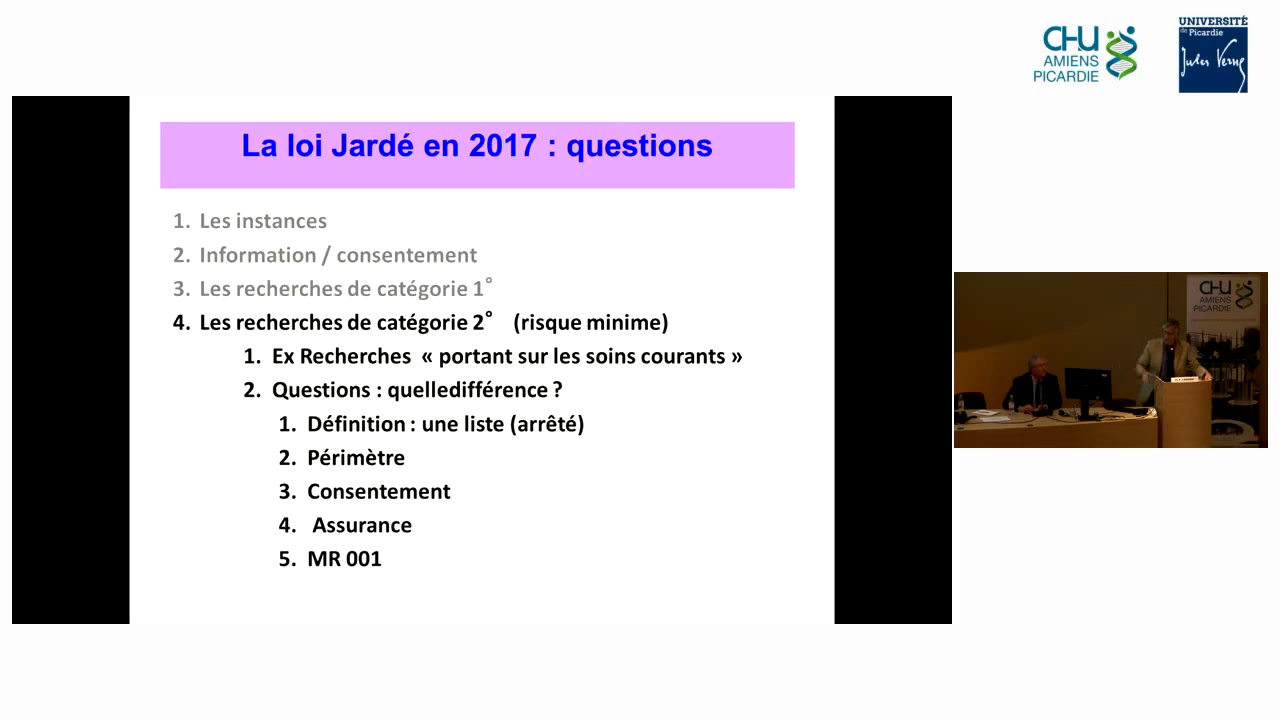 CHU
AMIENS
PICARDIE
UNIVERSITÉ
de Picardie
Jules Verne
La loi Jardé en 2017 : questions
1. Les instances
2. Information / consentement
3. Les recherches de catégorie 1°
4. Les recherches de catégorie 2° (risque minime)
1. Ex Recherches « portant sur les soins courants »
2. Questions : quelledifférence ?
1. Définition : une liste (arrêté)
2. Périmètre
3. Consentement
4. Assurance
5. MR 001
CHU
AMIENS
PICARDIE